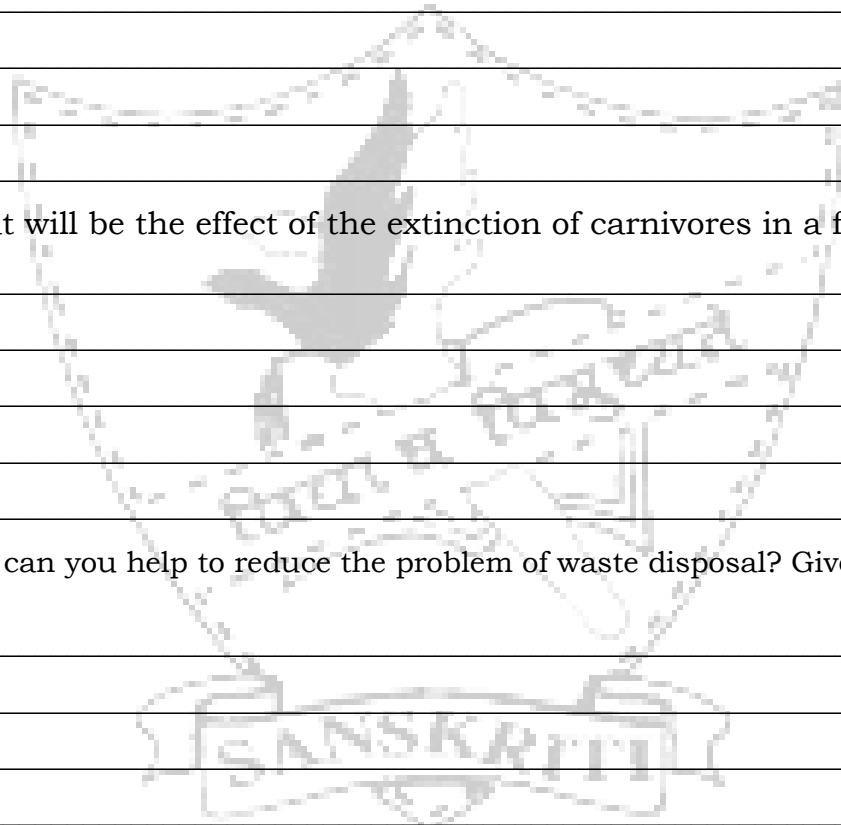 t will be the effect of the extinction of carnivores in a f
can you help to reduce the problem of waste disposal? Give
SANSKRITI